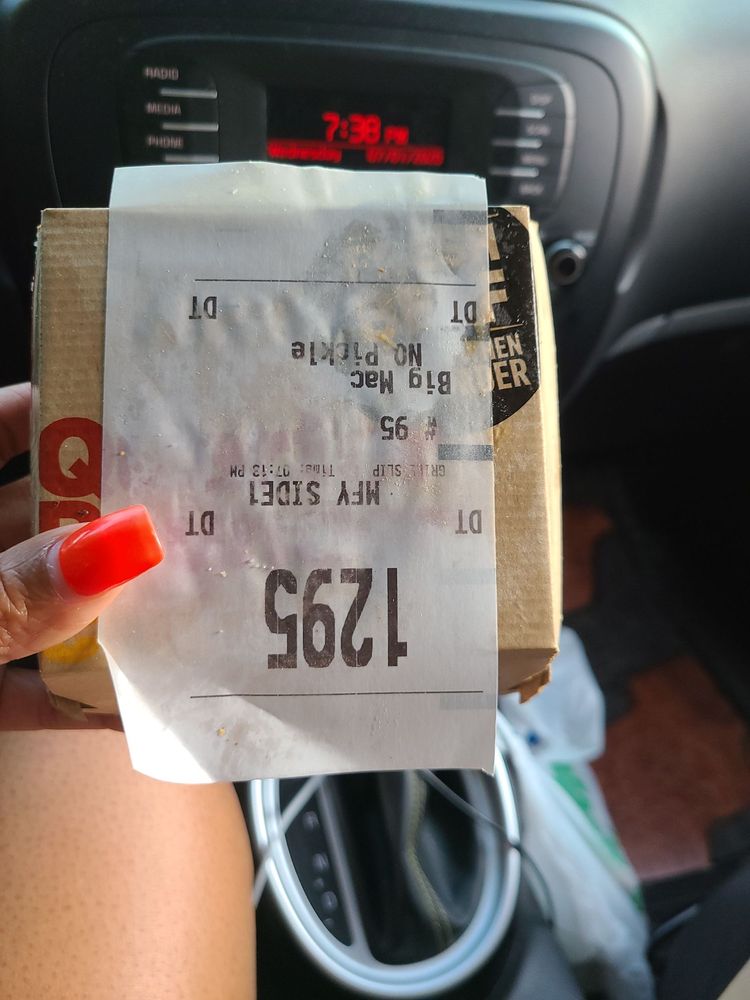 RADIO
MEDIA
PHONE
7:38 PM
Wednesday
1295
DT DT
MFY SIDE1
GRILL SLIP Time: 07:13 PM
# 95
Big Mac
NO Pickle
DT DT